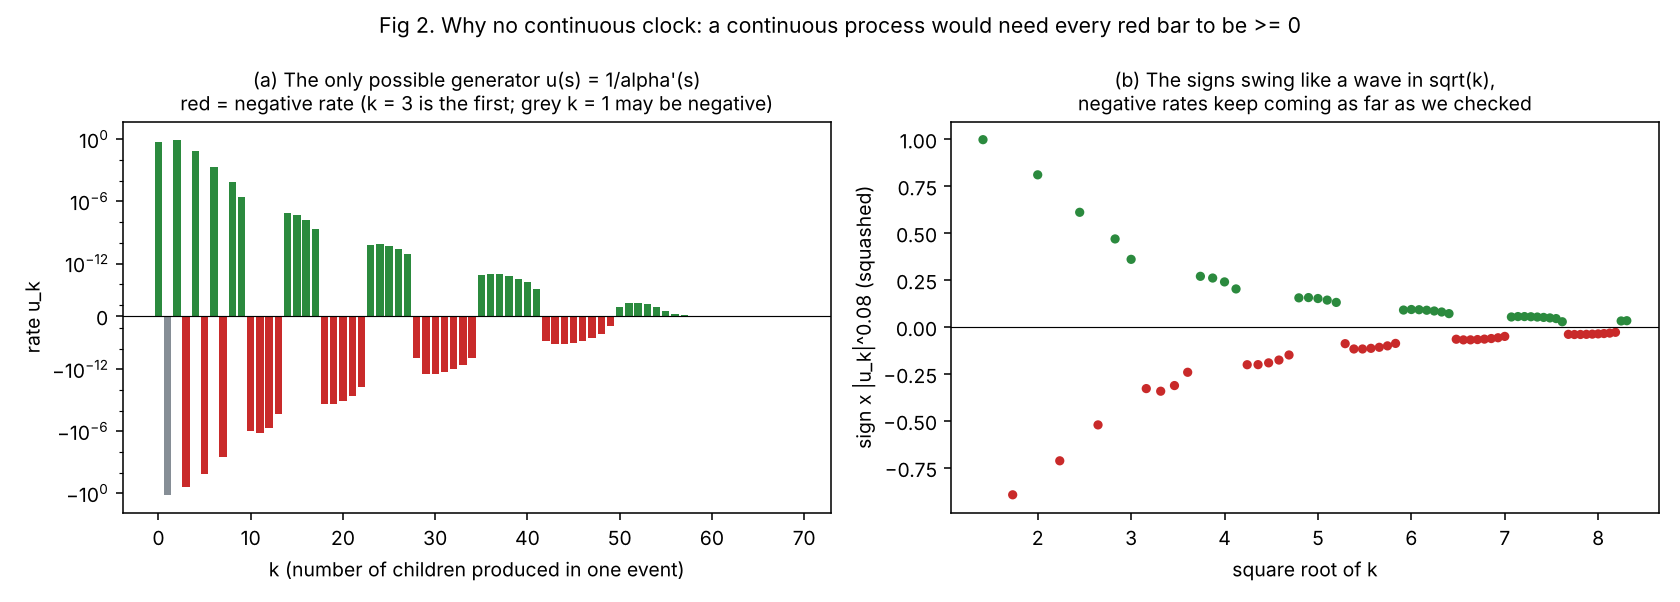 Fig 2. Why no continuous clock: a continuous process would need every red bar to be >= 0
(a) The only possible generator u(s) = 1/alpha'(s)
red = negative rate (k = 3 is the first; grey k = 1 may be negative)
rate u_k
10⁰
10⁻⁶
10⁻¹²
0
−10⁻¹²
−10⁻⁶
−10⁰
0 10 20 30 40 50 60 70
k (number of children produced in one event)
(b) The signs swing like a wave in sqrt(k),
negative rates keep coming as far as we checked
sign x |u_k|^0.08 (squashed)
1.00
0.75
0.50
0.25
0.00
−0.25
−0.50
−0.75
2 3 4 5 6 7 8
square root of k